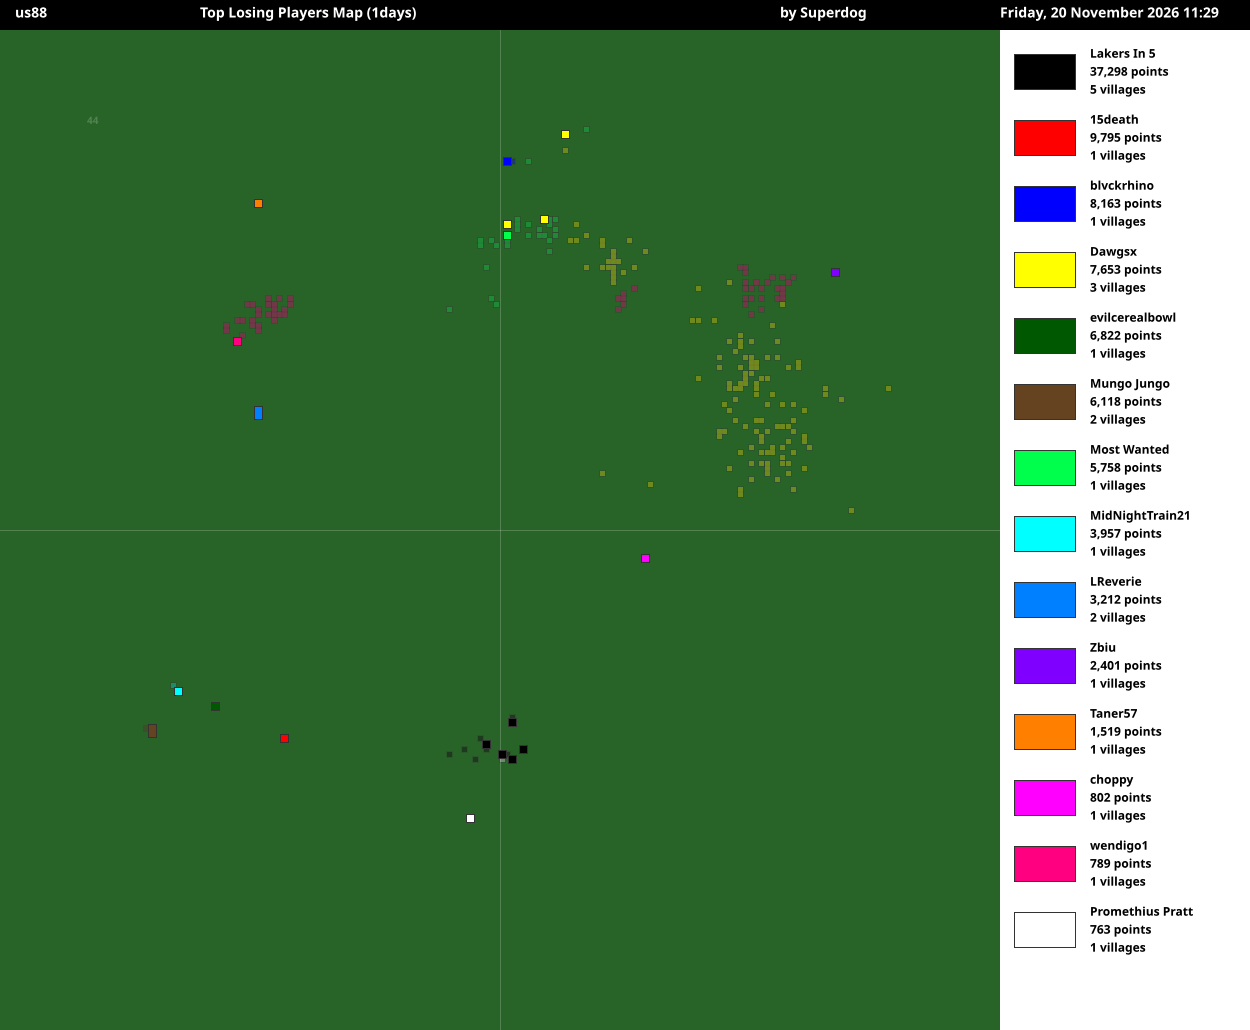 us88 Top Losing Players Map (1days) by Superdog Friday, 20 November 2026 11:29
44
Lakers In 5
37,298 points
5 villages
15death
9,795 points
1 villages
blvckrhino
8,163 points
1 villages
Dawgsx
7,653 points
3 villages
evilcerealbowl
6,822 points
1 villages
Mungo Jungo
6,118 points
2 villages
Most Wanted
5,758 points
1 villages
MidNightTrain21
3,957 points
1 villages
LReverie
3,212 points
2 villages
Zbiu
2,401 points
1 villages
Taner57
1,519 points
1 villages
choppy
802 points
1 villages
wendigo1
789 points
1 villages
Promethius Pratt
763 points
1 villages